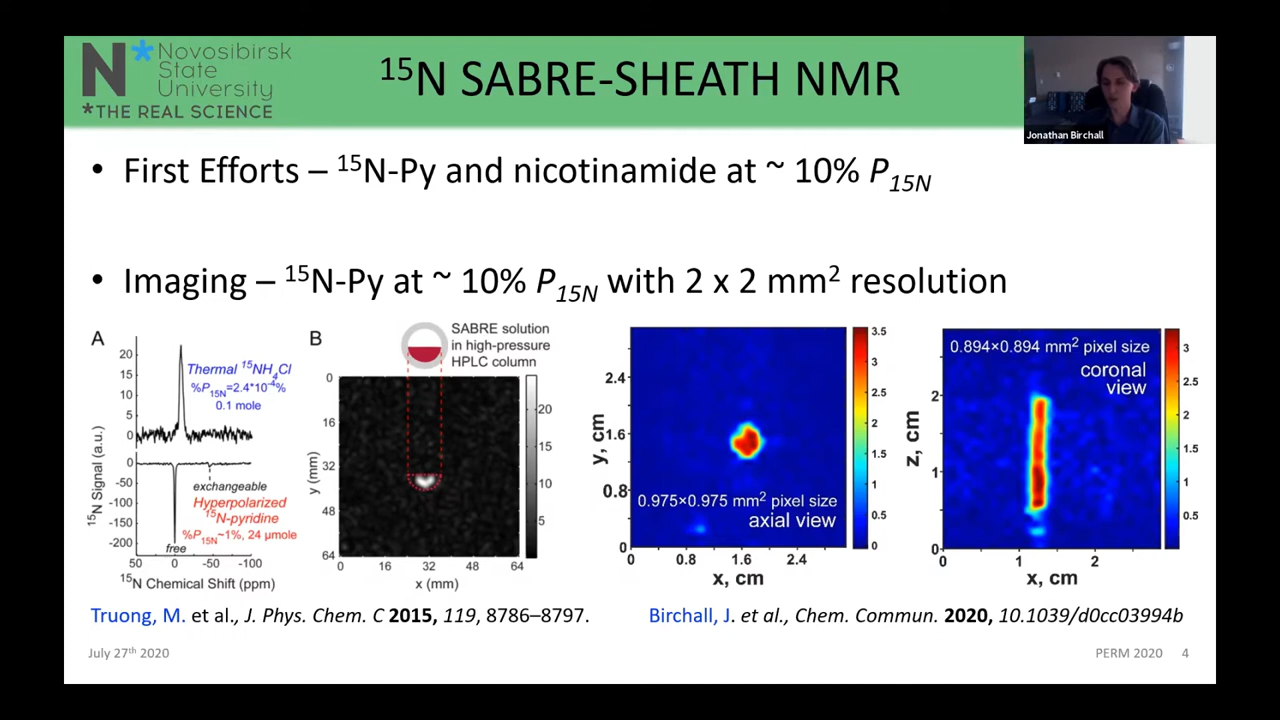 N*Novosibirsk
State
University
*THE REAL SCIENCE
¹⁵N SABRE-SHEATH NMR
Jonathan Birchall
• First Efforts – ¹⁵N-Py and nicotinamide at ~ 10% P15N
• Imaging – ¹⁵N-Py at ~ 10% P15N with 2 x 2 mm² resolution
A
20
15
10
5
0
Thermal ¹⁵NH4Cl
%P15N=2.4*10⁻⁴%
0.1 mole
0
-50
-100
-150
-200
exchangeable
Hyperpolarized
¹⁵N-pyridine
%P15N~1%, 24 µmole
free
50 0 -50 -100
¹⁵N Signal (a.u.)
¹⁵N Chemical Shift (ppm)
B
SABRE solution
in high-pressure
HPLC column
0
16
32
48
64
y (mm)
0 16 32 48 64
x (mm)
20
15
10
5
2.4
1.6
0.8
0
y, cm
0.975×0.975 mm² pixel size
axial view
0 0.8 1.6 2.4
x, cm
3.5
3
2.5
2
1.5
1
0.5
0
0.894×0.894 mm² pixel size
coronal
view
2
1
0
z, cm
0 1 2
x, cm
3
2.5
2
1.5
1
0.5
Truong, M. et al., J. Phys. Chem. C 2015, 119, 8786–8797.
Birchall, J. et al., Chem. Commun. 2020, 10.1039/d0cc03994b
July 27th 2020
PERM 2020 4